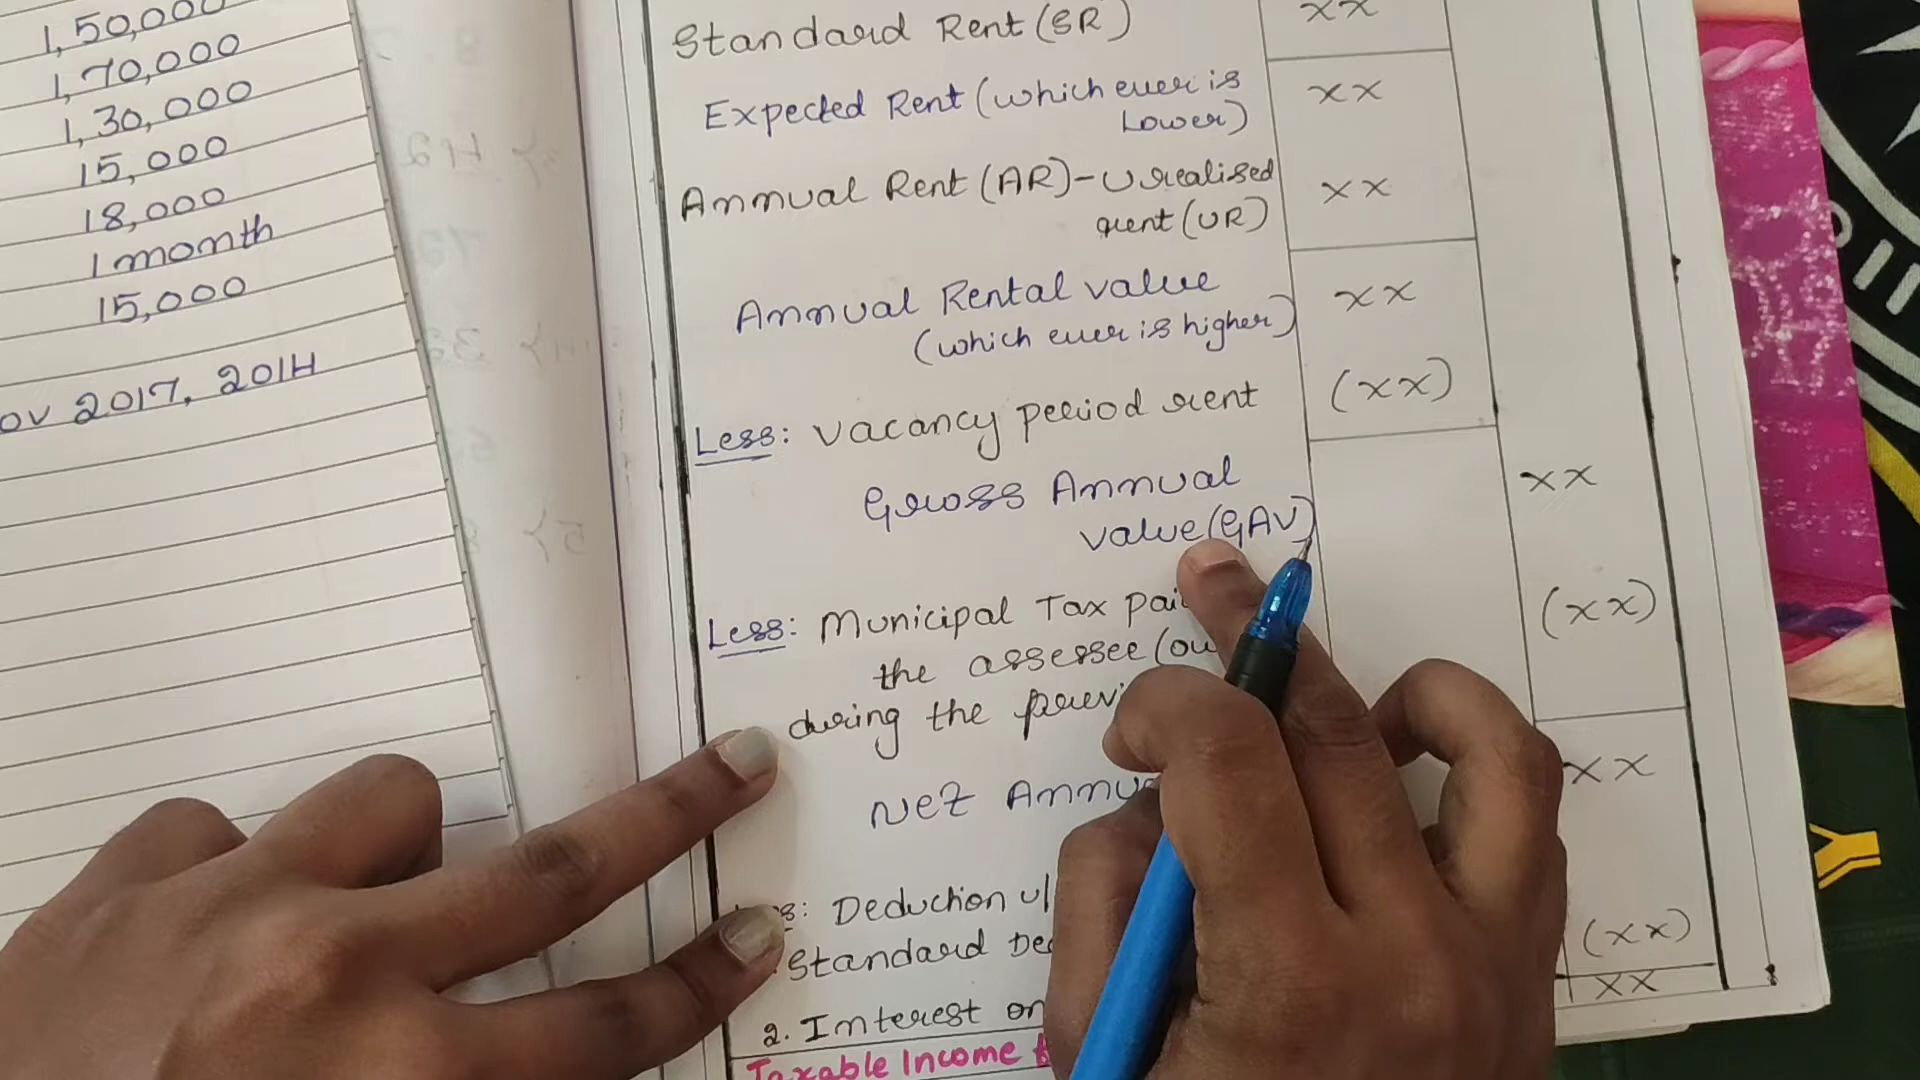 1,50,000
1,70,000
1,30,000
15,000
18,000
1 month
15,000
ov 2017, 2014
Standard Rent (SR) xx
Expected Rent (which ever is xx
Lower)
Annual Rent (AR) - Urealised xx
rent (UR)
Annual Rental value xx
(which ever is higher)
Less: Vacancy period rent (xx)
Gross Annual xx
value (GAV)
Less: Municipal Tax pai (xx)
the assessee (ow
during the previ
NET Annu xx
s: Deduction u/
Standard Ded (xx)
xx
2. Interest on
Taxable Income